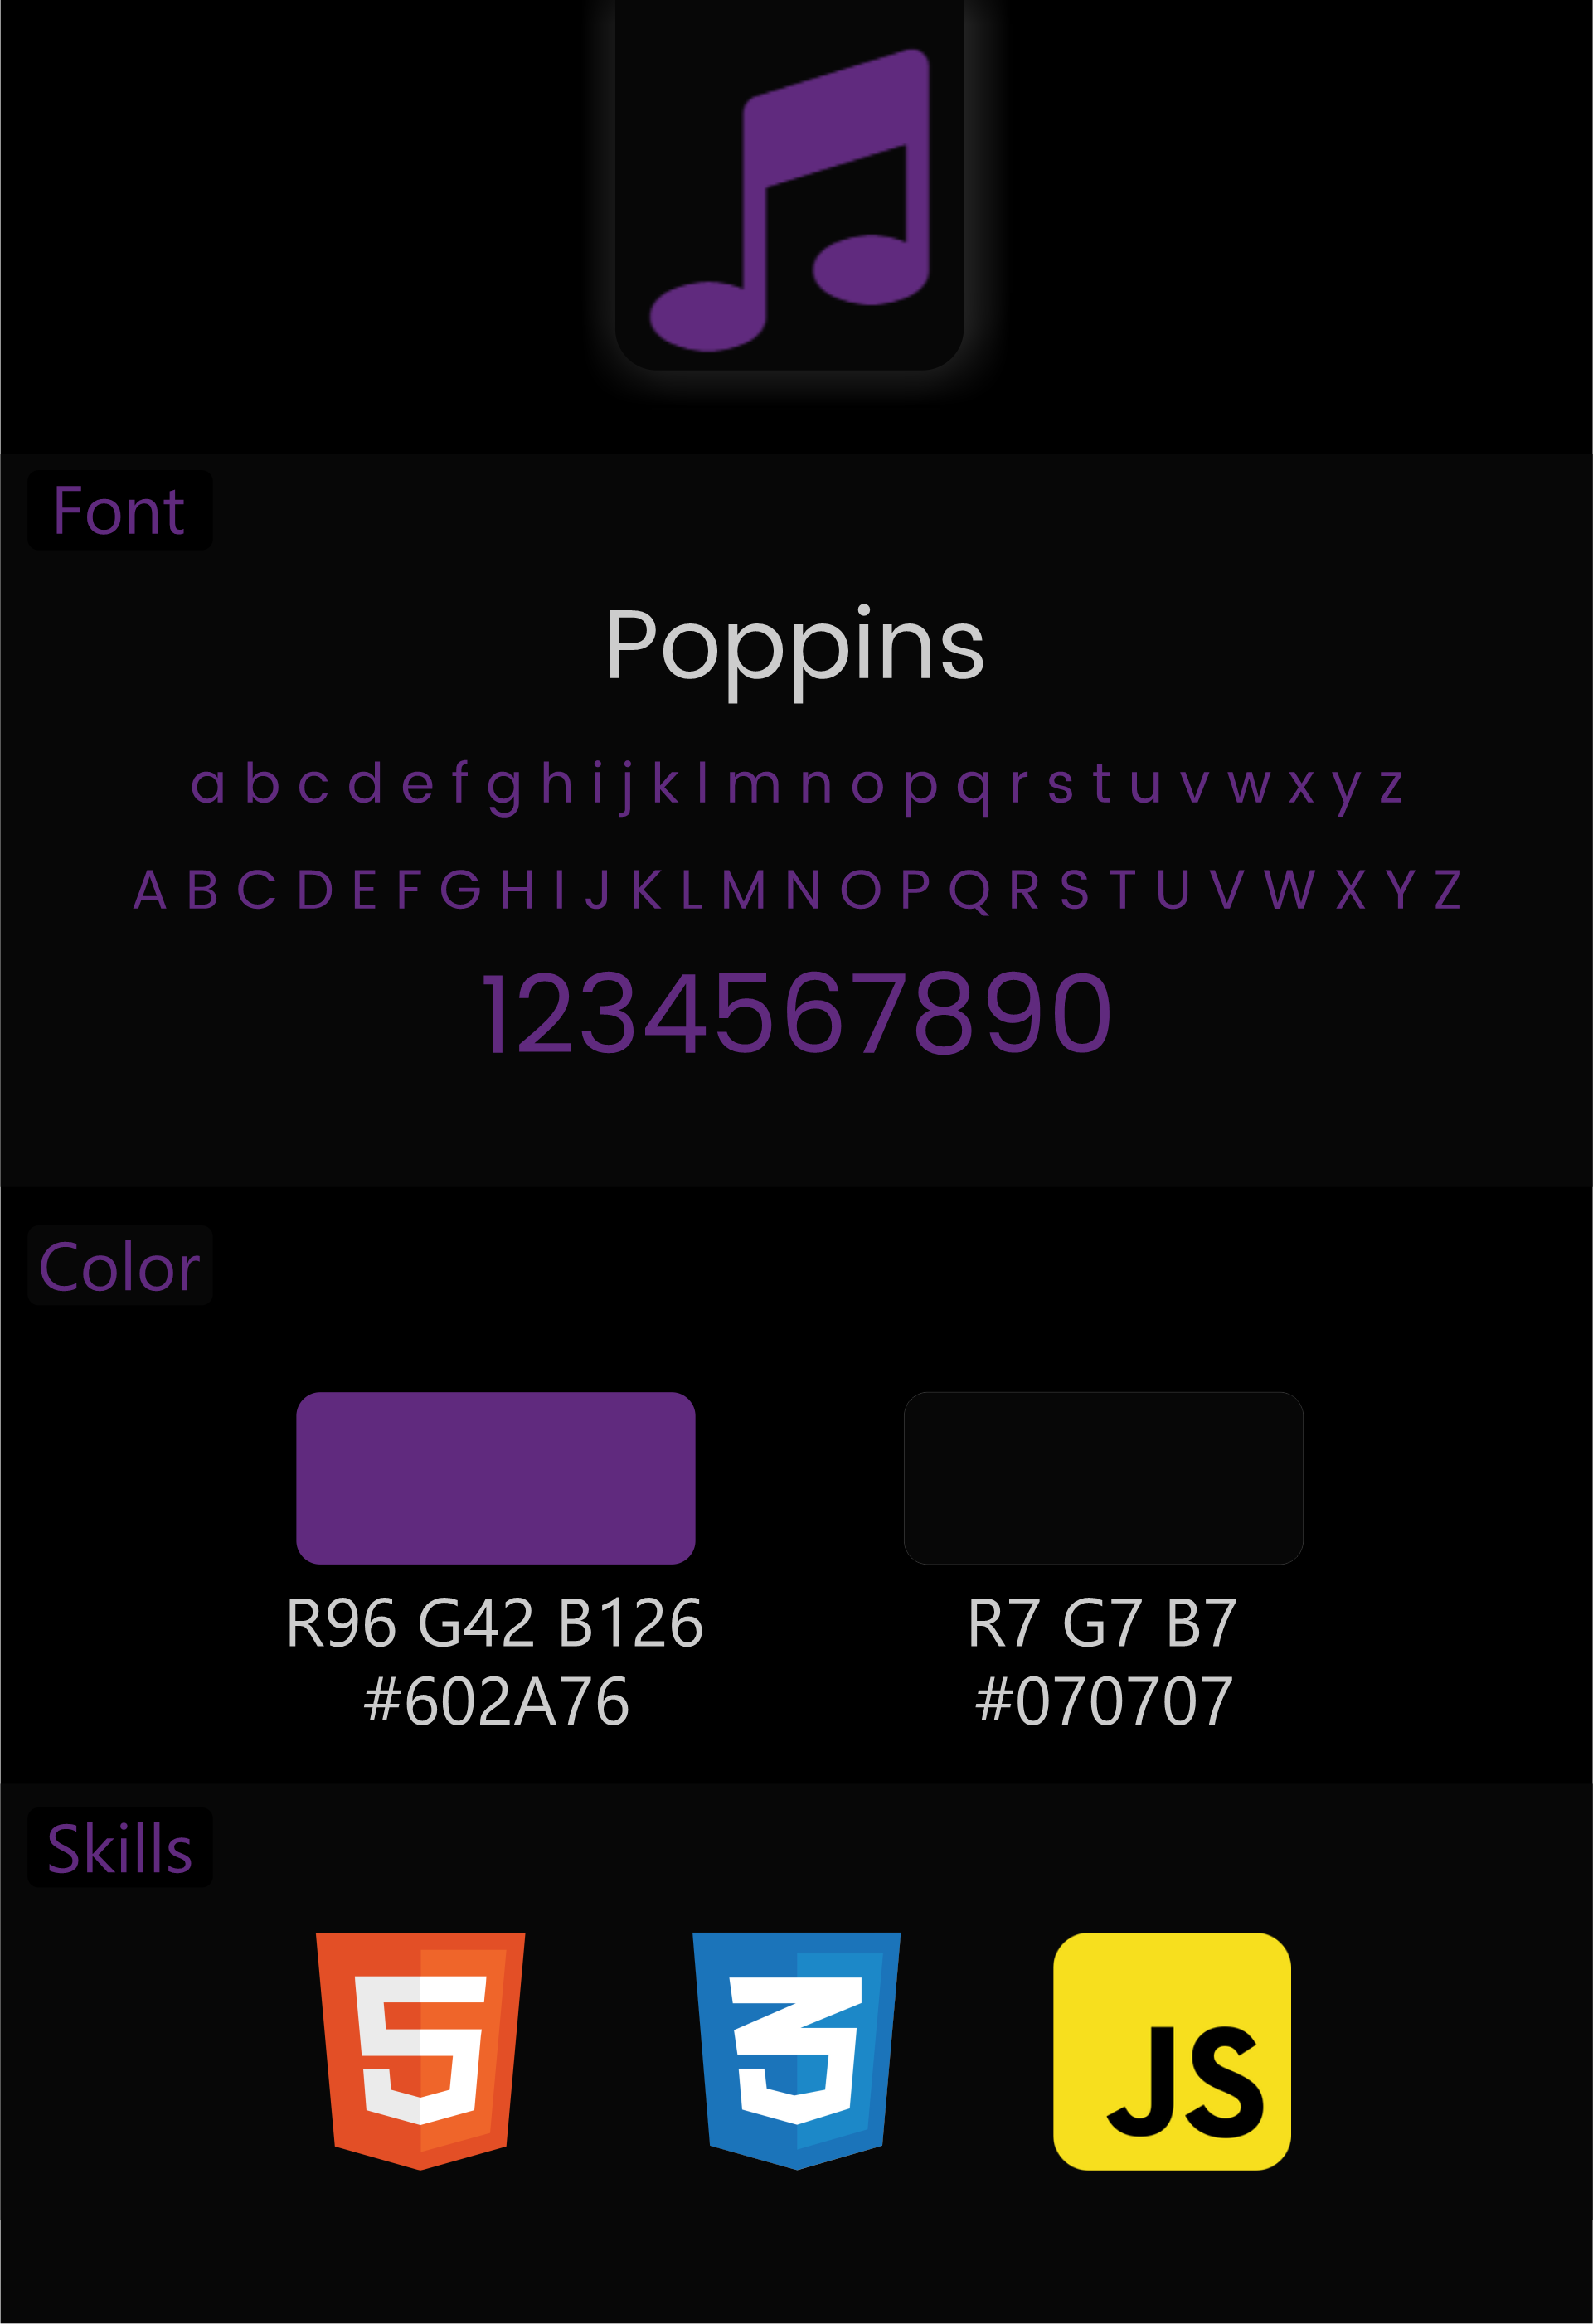 Font
Poppins
a b c d e f g h i j k l m n o p q r s t u v w x y z
A B C D E F G H I J K L M N O P Q R S T U V W X Y Z
1234567890
Color
R96 G42 B126
#602A76
R7 G7 B7
#070707
Skills
5
3
JS